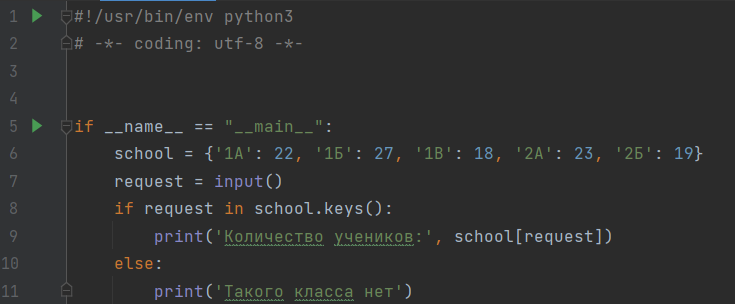 1 #!/usr/bin/env python3
2 # -*- coding: utf-8 -*-
3
4
5 if __name__ == "__main__":
6     school = {'1А': 22, '1Б': 27, '1В': 18, '2А': 23, '2Б': 19}
7     request = input()
8     if request in school.keys():
9         print('Количество учеников:', school[request])
10     else:
11         print('Такого класса нет')